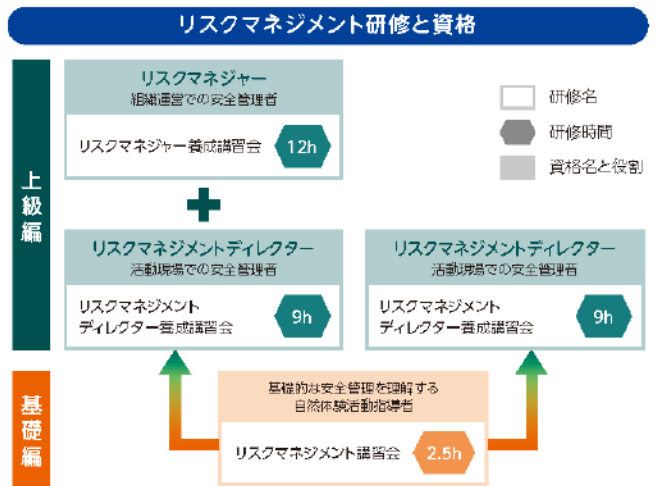 リスクマネジメント研修と資格
上級編
リスクマネジャー
組織運営での安全管理者
リスクマネジャー養成講習会
12h
研修名
研修時間
資格名と役割
リスクマネジメントディレクター
活動現場での安全管理者
リスクマネジメント
ディレクター養成講習会
9h
リスクマネジメントディレクター
活動現場での安全管理者
リスクマネジメント
ディレクター養成講習会
9h
基礎編
基礎的な安全管理を理解する
自然体験活動指導者
リスクマネジメント講習会
2.5h